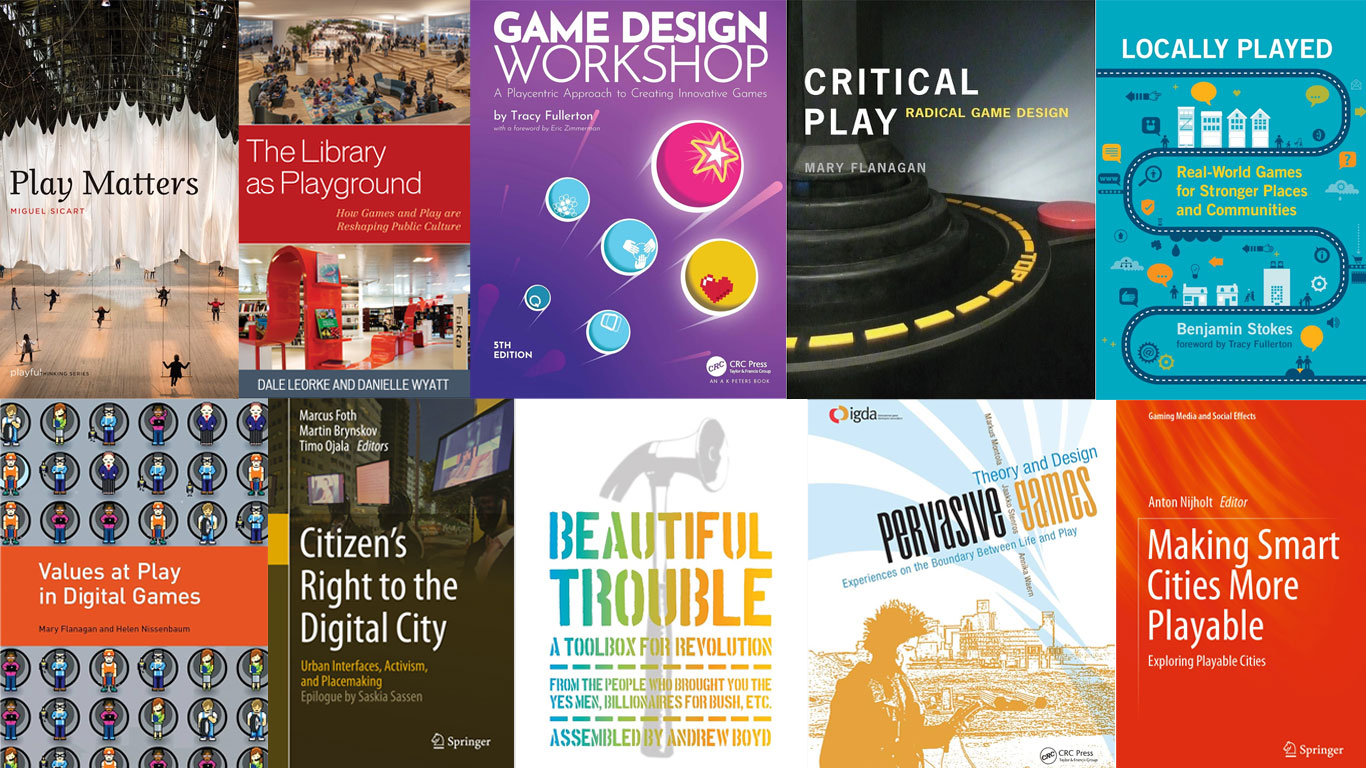 Play Matters
MIGUEL SICART
playful THINKING SERIES
The Library
as Playground
How Games and Play are
Reshaping Public Culture
Fakta
DALE LEORKE AND DANIELLE WYATT
GAME DESIGN
WORKSHOP
A Playcentric Approach to Creating Innovative Games
by Tracy Fullerton
with a foreword by Eric Zimmerman
5TH
EDITION
CRC
CRC Press
Taylor & Francis Group
AN A K PETERS BOOK
CRITICAL
PLAY
RADICAL GAME DESIGN
MARY FLANAGAN
STOP
LOCALLY PLAYED
WWW
Real-World Games
for Stronger Places
and Communities
Benjamin Stokes
foreword by Tracy Fullerton
Values at Play
in Digital Games
Mary Flanagan and Helen Nissenbaum
Marcus Foth
Martin Brynskov
Timo Ojala Editors
Citizen's
Right to the
Digital City
Urban Interfaces, Activism,
and Placemaking
Epilogue by Saskia Sassen
Springer
BEAUTIFUL
TROUBLE
A TOOLBOX FOR REVOLUTION
FROM THE PEOPLE WHO BROUGHT YOU THE
YES MEN, BILLIONAIRES FOR BUSH, ETC.
ASSEMBLED BY ANDREW BOYD
igda
Markus Montola
Jaakko Stenros
Annika Waern
Theory and Design
PERVASIVE games
Experiences on the Boundary Between Life and Play
CRC
CRC Press
Taylor & Francis Group
Gaming Media and Social Effects
Anton Nijholt Editor
Making Smart
Cities More
Playable
Exploring Playable Cities
Springer